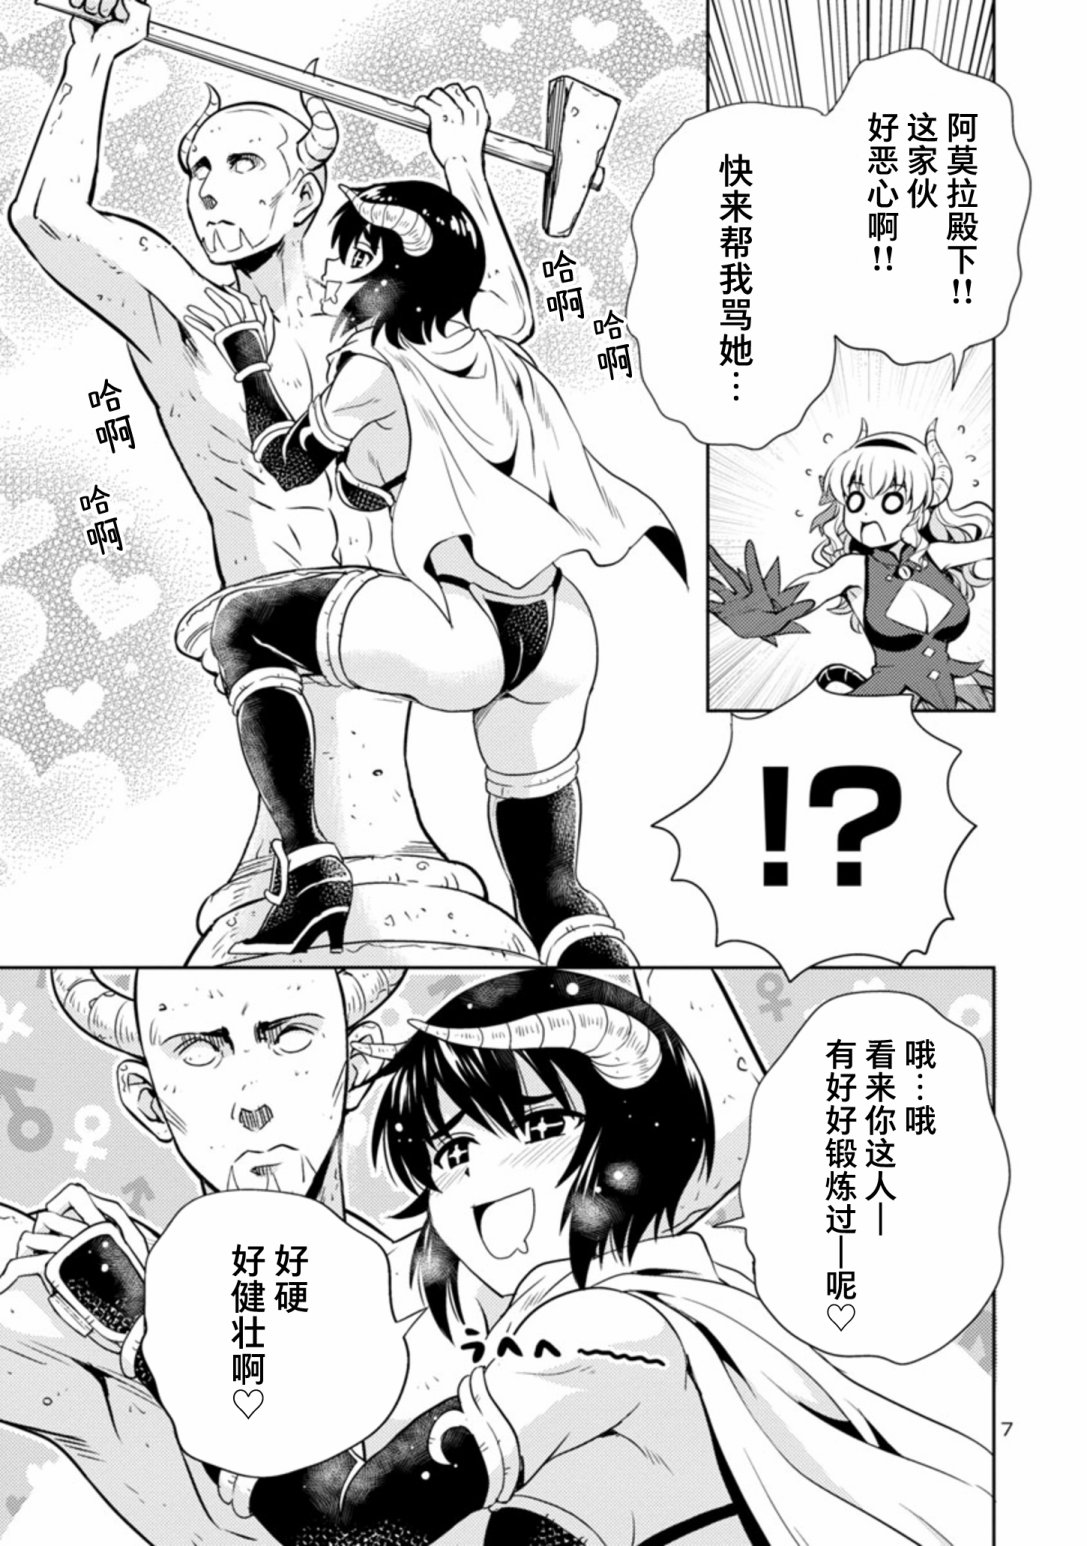 阿莫拉殿下!!
这家伙
好恶心啊!!
快来帮我骂她…
哈啊
哈啊
哈啊
哈啊
!?
哦…哦
看来你这人—
有好好锻炼过—呢♡
好硬
好健壮啊♡
うへへ〜
7